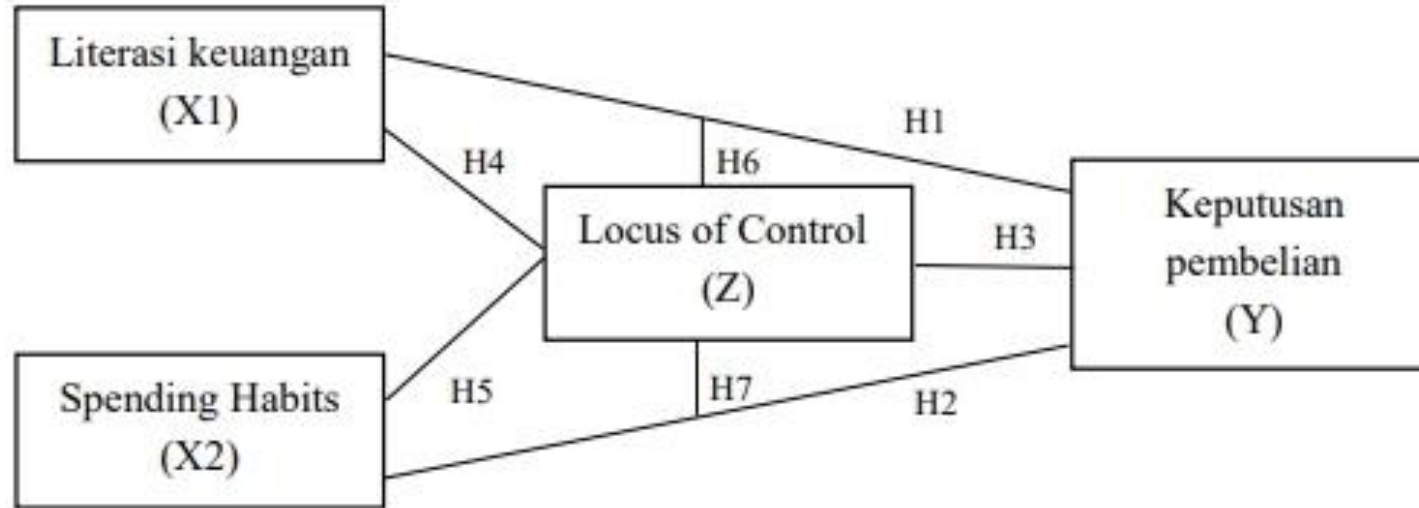 Literasi keuangan
(X1)
H1
H4
H6
Locus of Control
(Z)
H3
Keputusan
pembelian
(Y)
Spending Habits
(X2)
H5
H7
H2